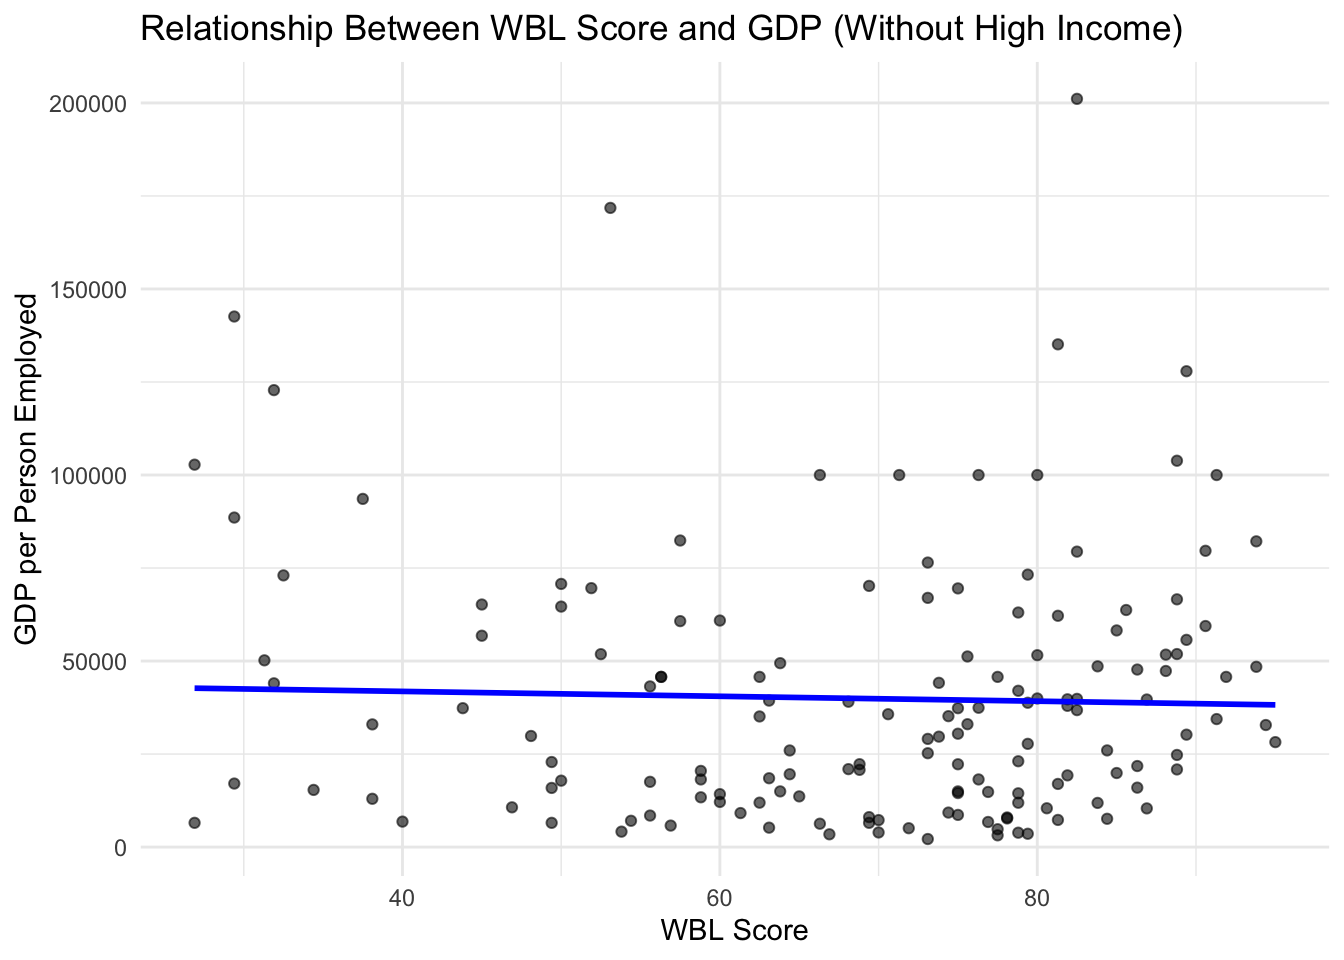 Relationship Between WBL Score and GDP (Without High Income)
200000
150000
100000
50000
0
GDP per Person Employed
40 60 80
WBL Score